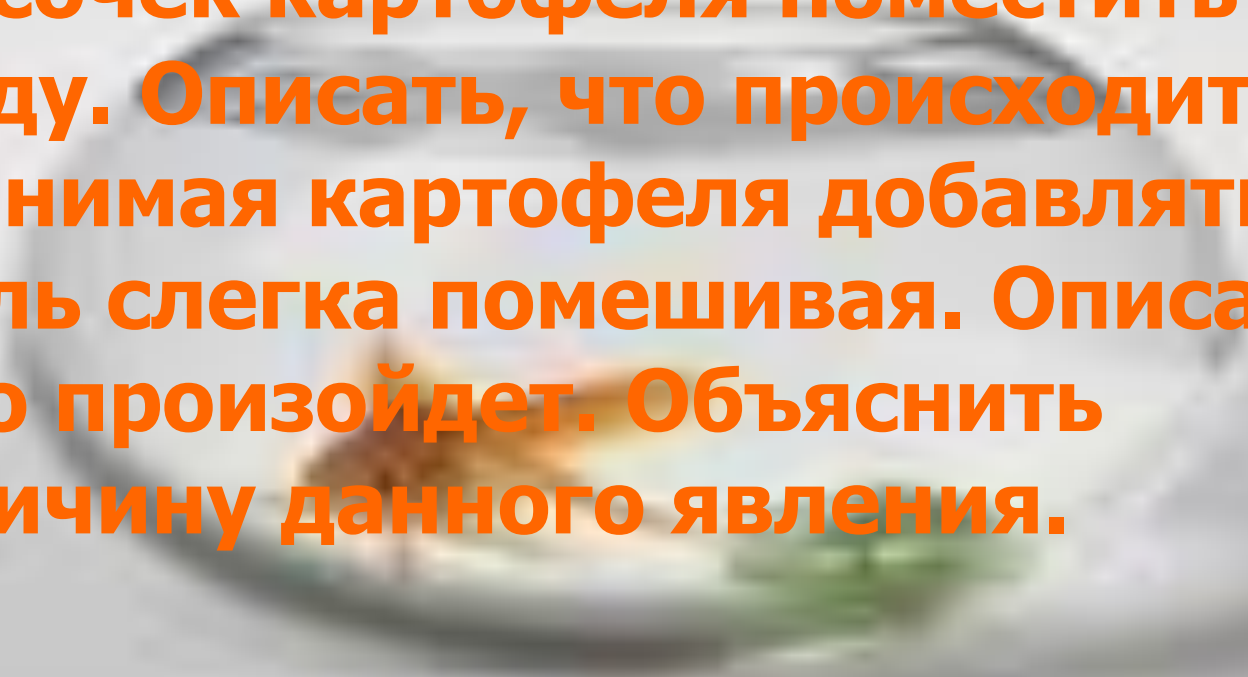 сочек картофеля поместить
ду. Описать, что происходит
нимая картофеля добавлять
ль слегка помешивая. Описа
о произойдет. Объяснить
ичину данного явления.